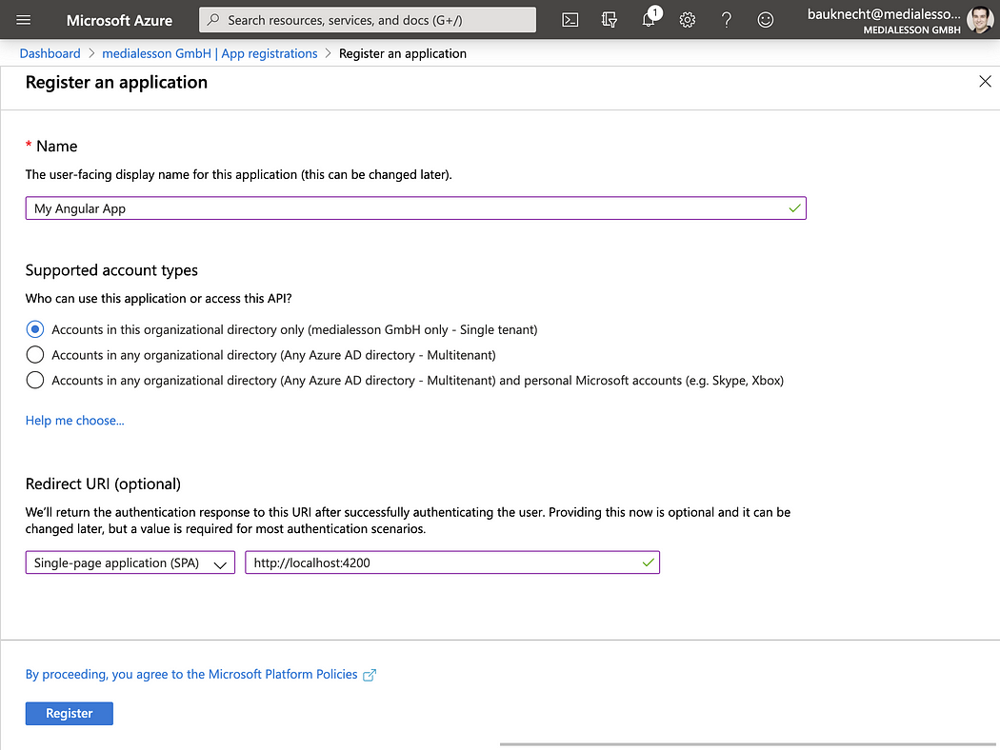 Microsoft Azure
Search resources, services, and docs (G+/)
1
bauknecht@medialesso...
MEDIALESSON GMBH
Dashboard > medialesson GmbH | App registrations > Register an application
Register an application
* Name
The user-facing display name for this application (this can be changed later).
My Angular App
Supported account types
Who can use this application or access this API?
Accounts in this organizational directory only (medialesson GmbH only - Single tenant)
Accounts in any organizational directory (Any Azure AD directory - Multitenant)
Accounts in any organizational directory (Any Azure AD directory - Multitenant) and personal Microsoft accounts (e.g. Skype, Xbox)
Help me choose...
Redirect URI (optional)
We'll return the authentication response to this URI after successfully authenticating the user. Providing this now is optional and it can be
changed later, but a value is required for most authentication scenarios.
Single-page application (SPA)
http://localhost:4200
By proceeding, you agree to the Microsoft Platform Policies
Register